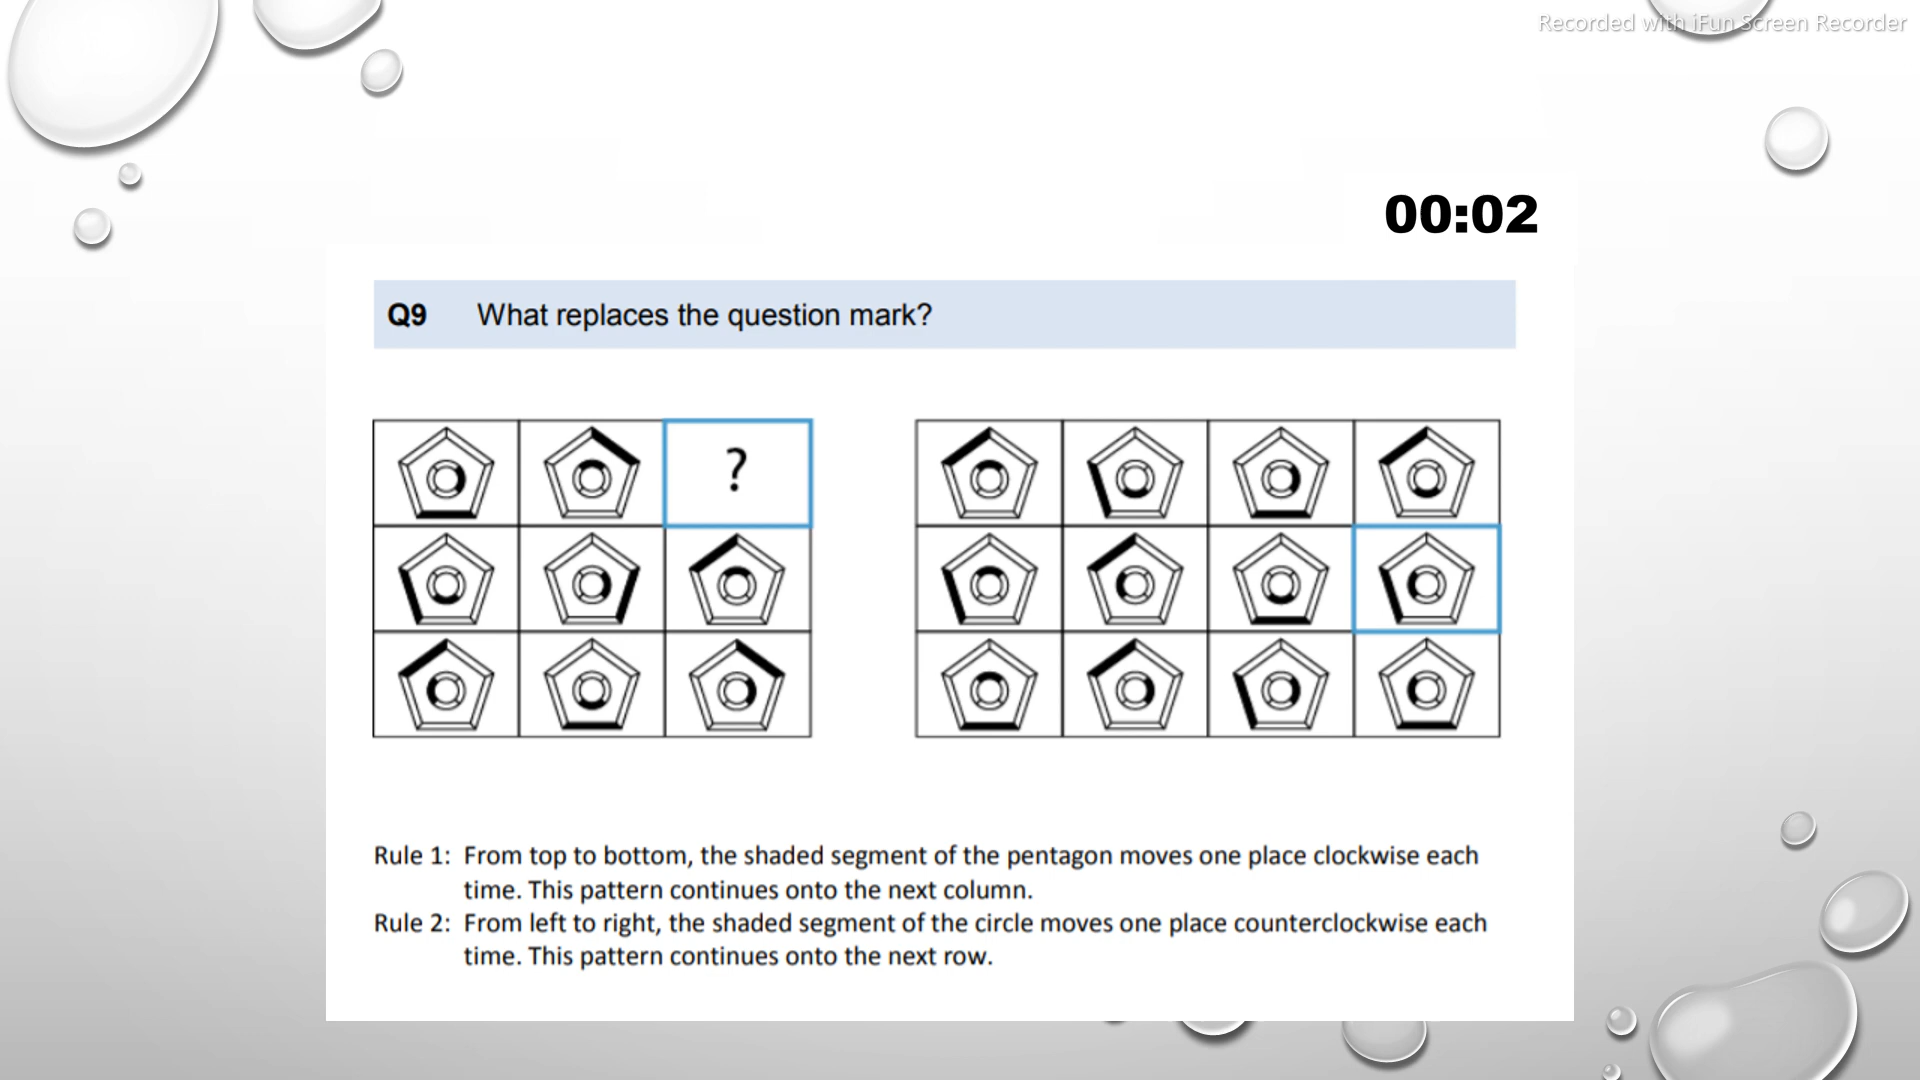 Recorded with iFun Screen Recorder
00:02
Q9 What replaces the question mark?
?
Rule 1: From top to bottom, the shaded segment of the pentagon moves one place clockwise each
time. This pattern continues onto the next column.
Rule 2: From left to right, the shaded segment of the circle moves one place counterclockwise each
time. This pattern continues onto the next row.